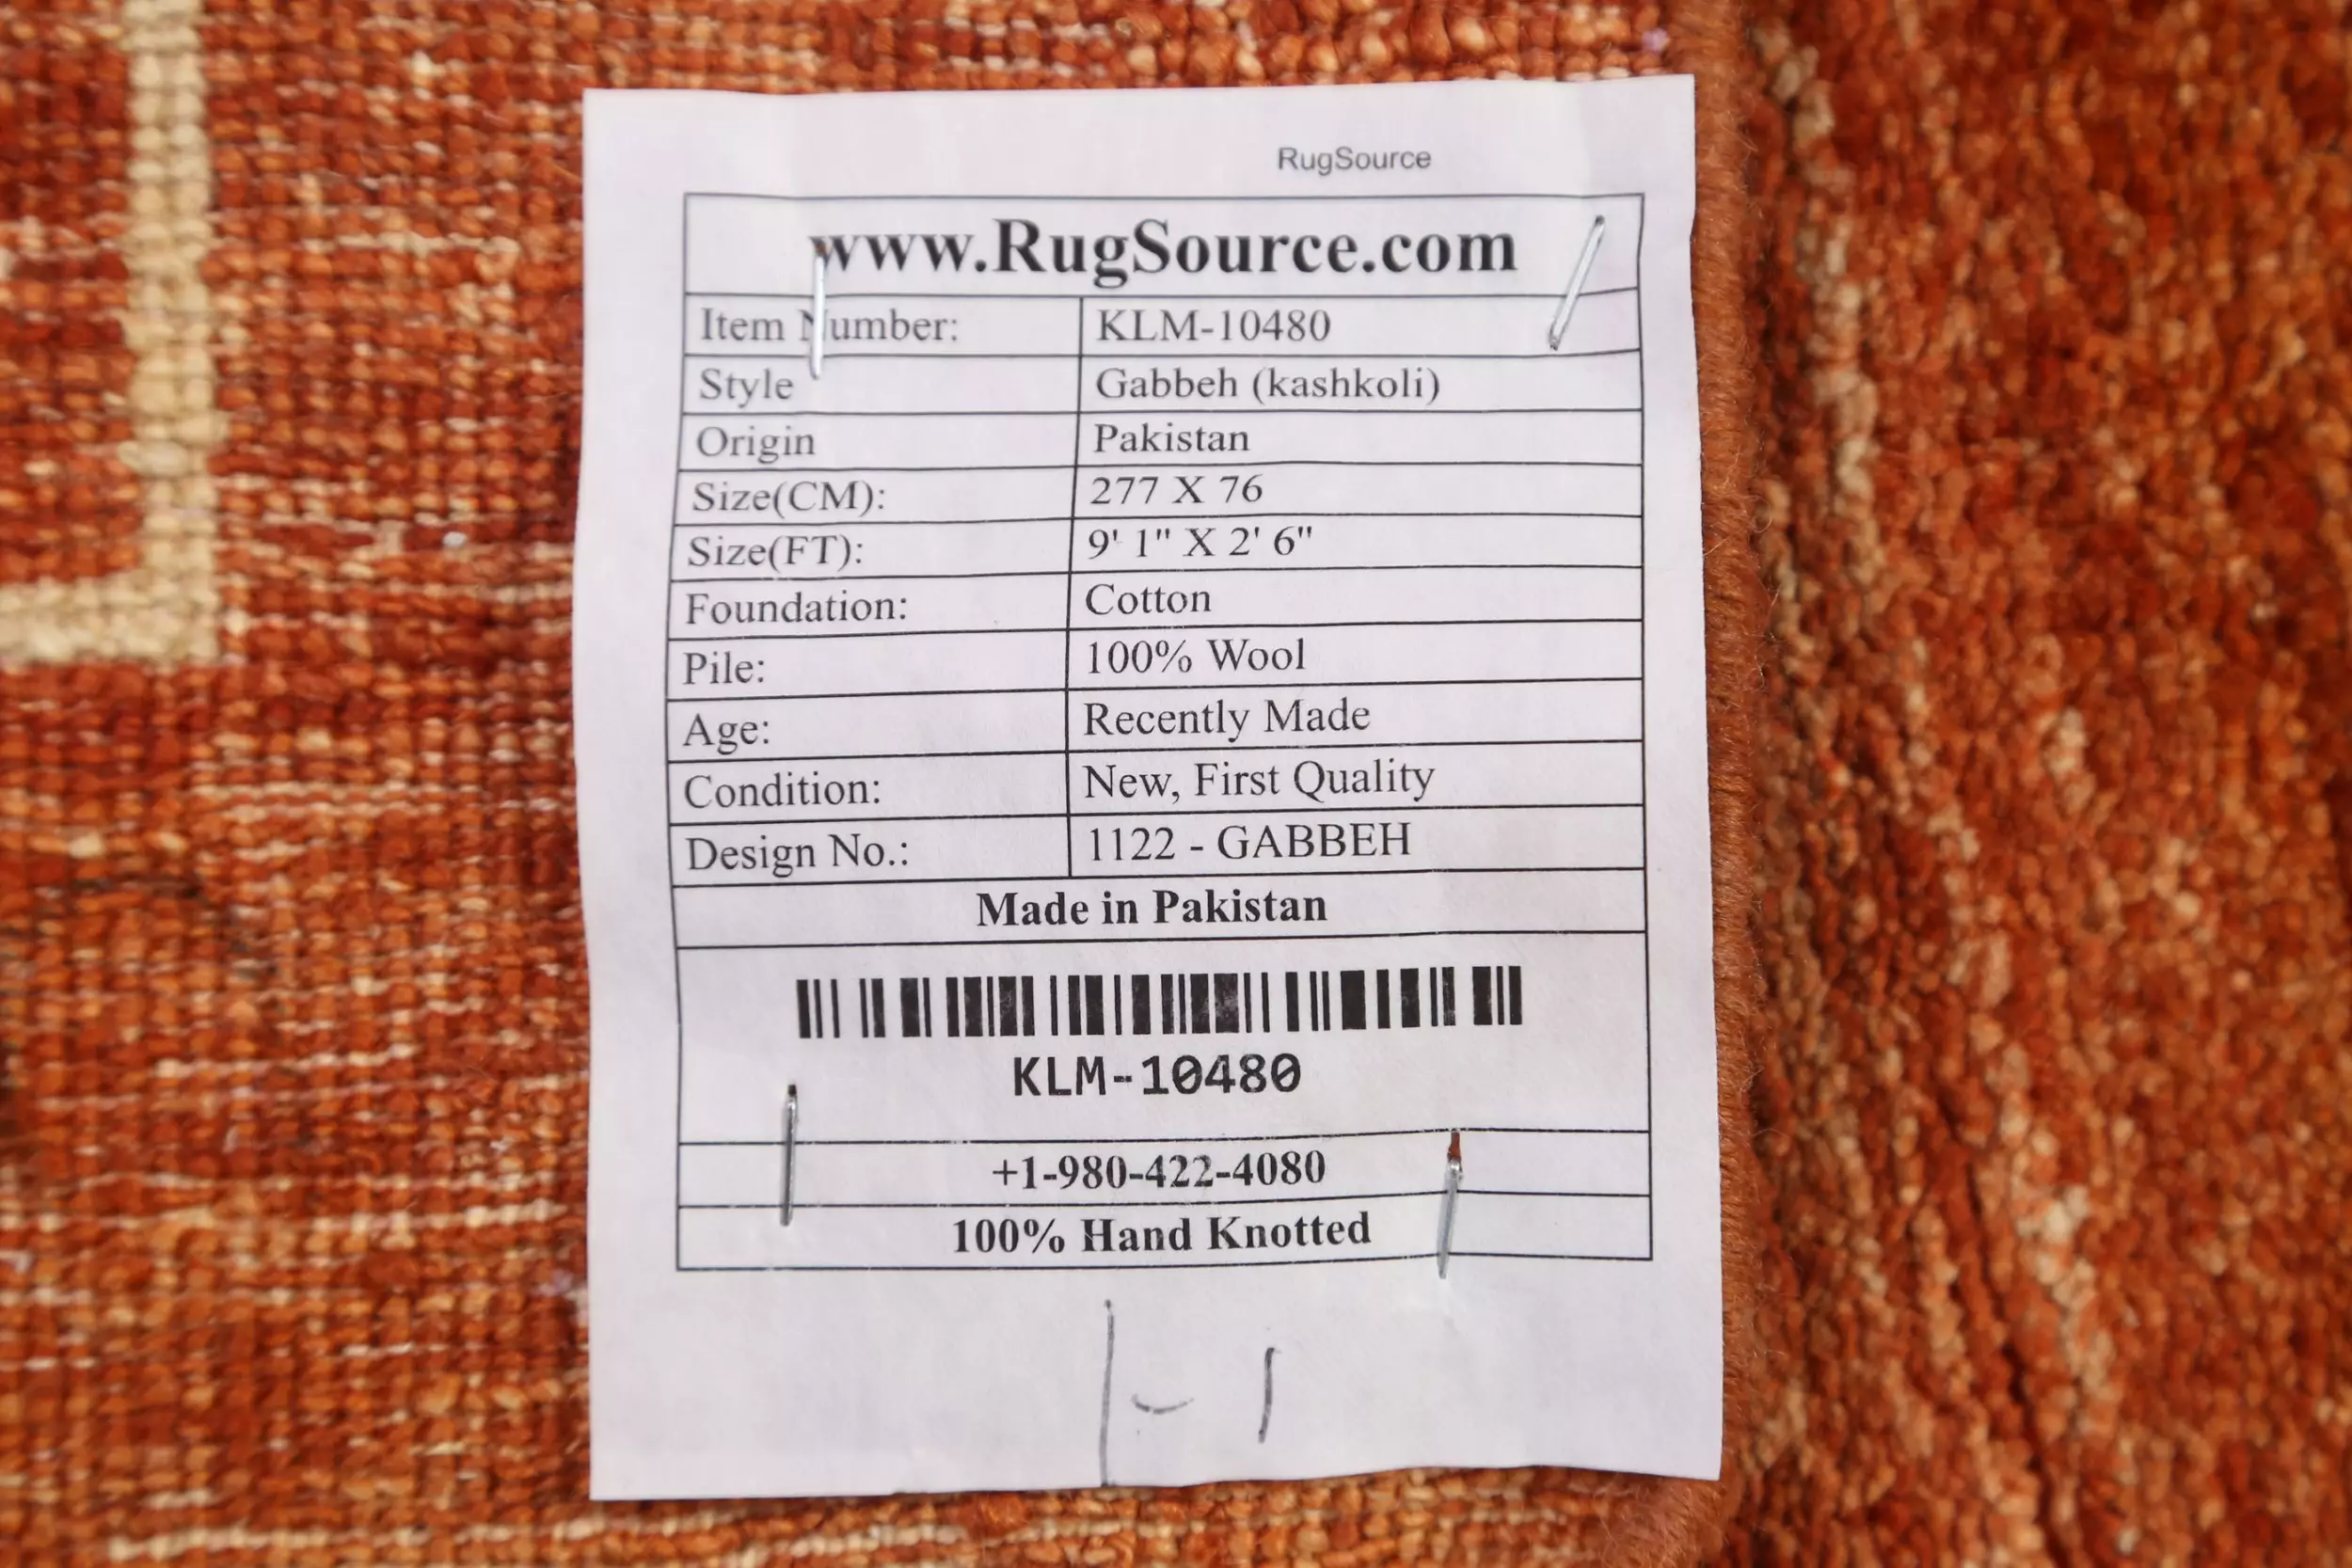 RugSource
www.RugSource.com
Item Number: KLM-10480
Style Gabbeh (kashkoli)
Origin Pakistan
Size(CM): 277 X 76
Size(FT): 9' 1" X 2' 6"
Foundation: Cotton
Pile: 100% Wool
Age: Recently Made
Condition: New, First Quality
Design No.: 1122 - GABBEH
Made in Pakistan
KLM-10480
+1-980-422-4080
100% Hand Knotted
1-1